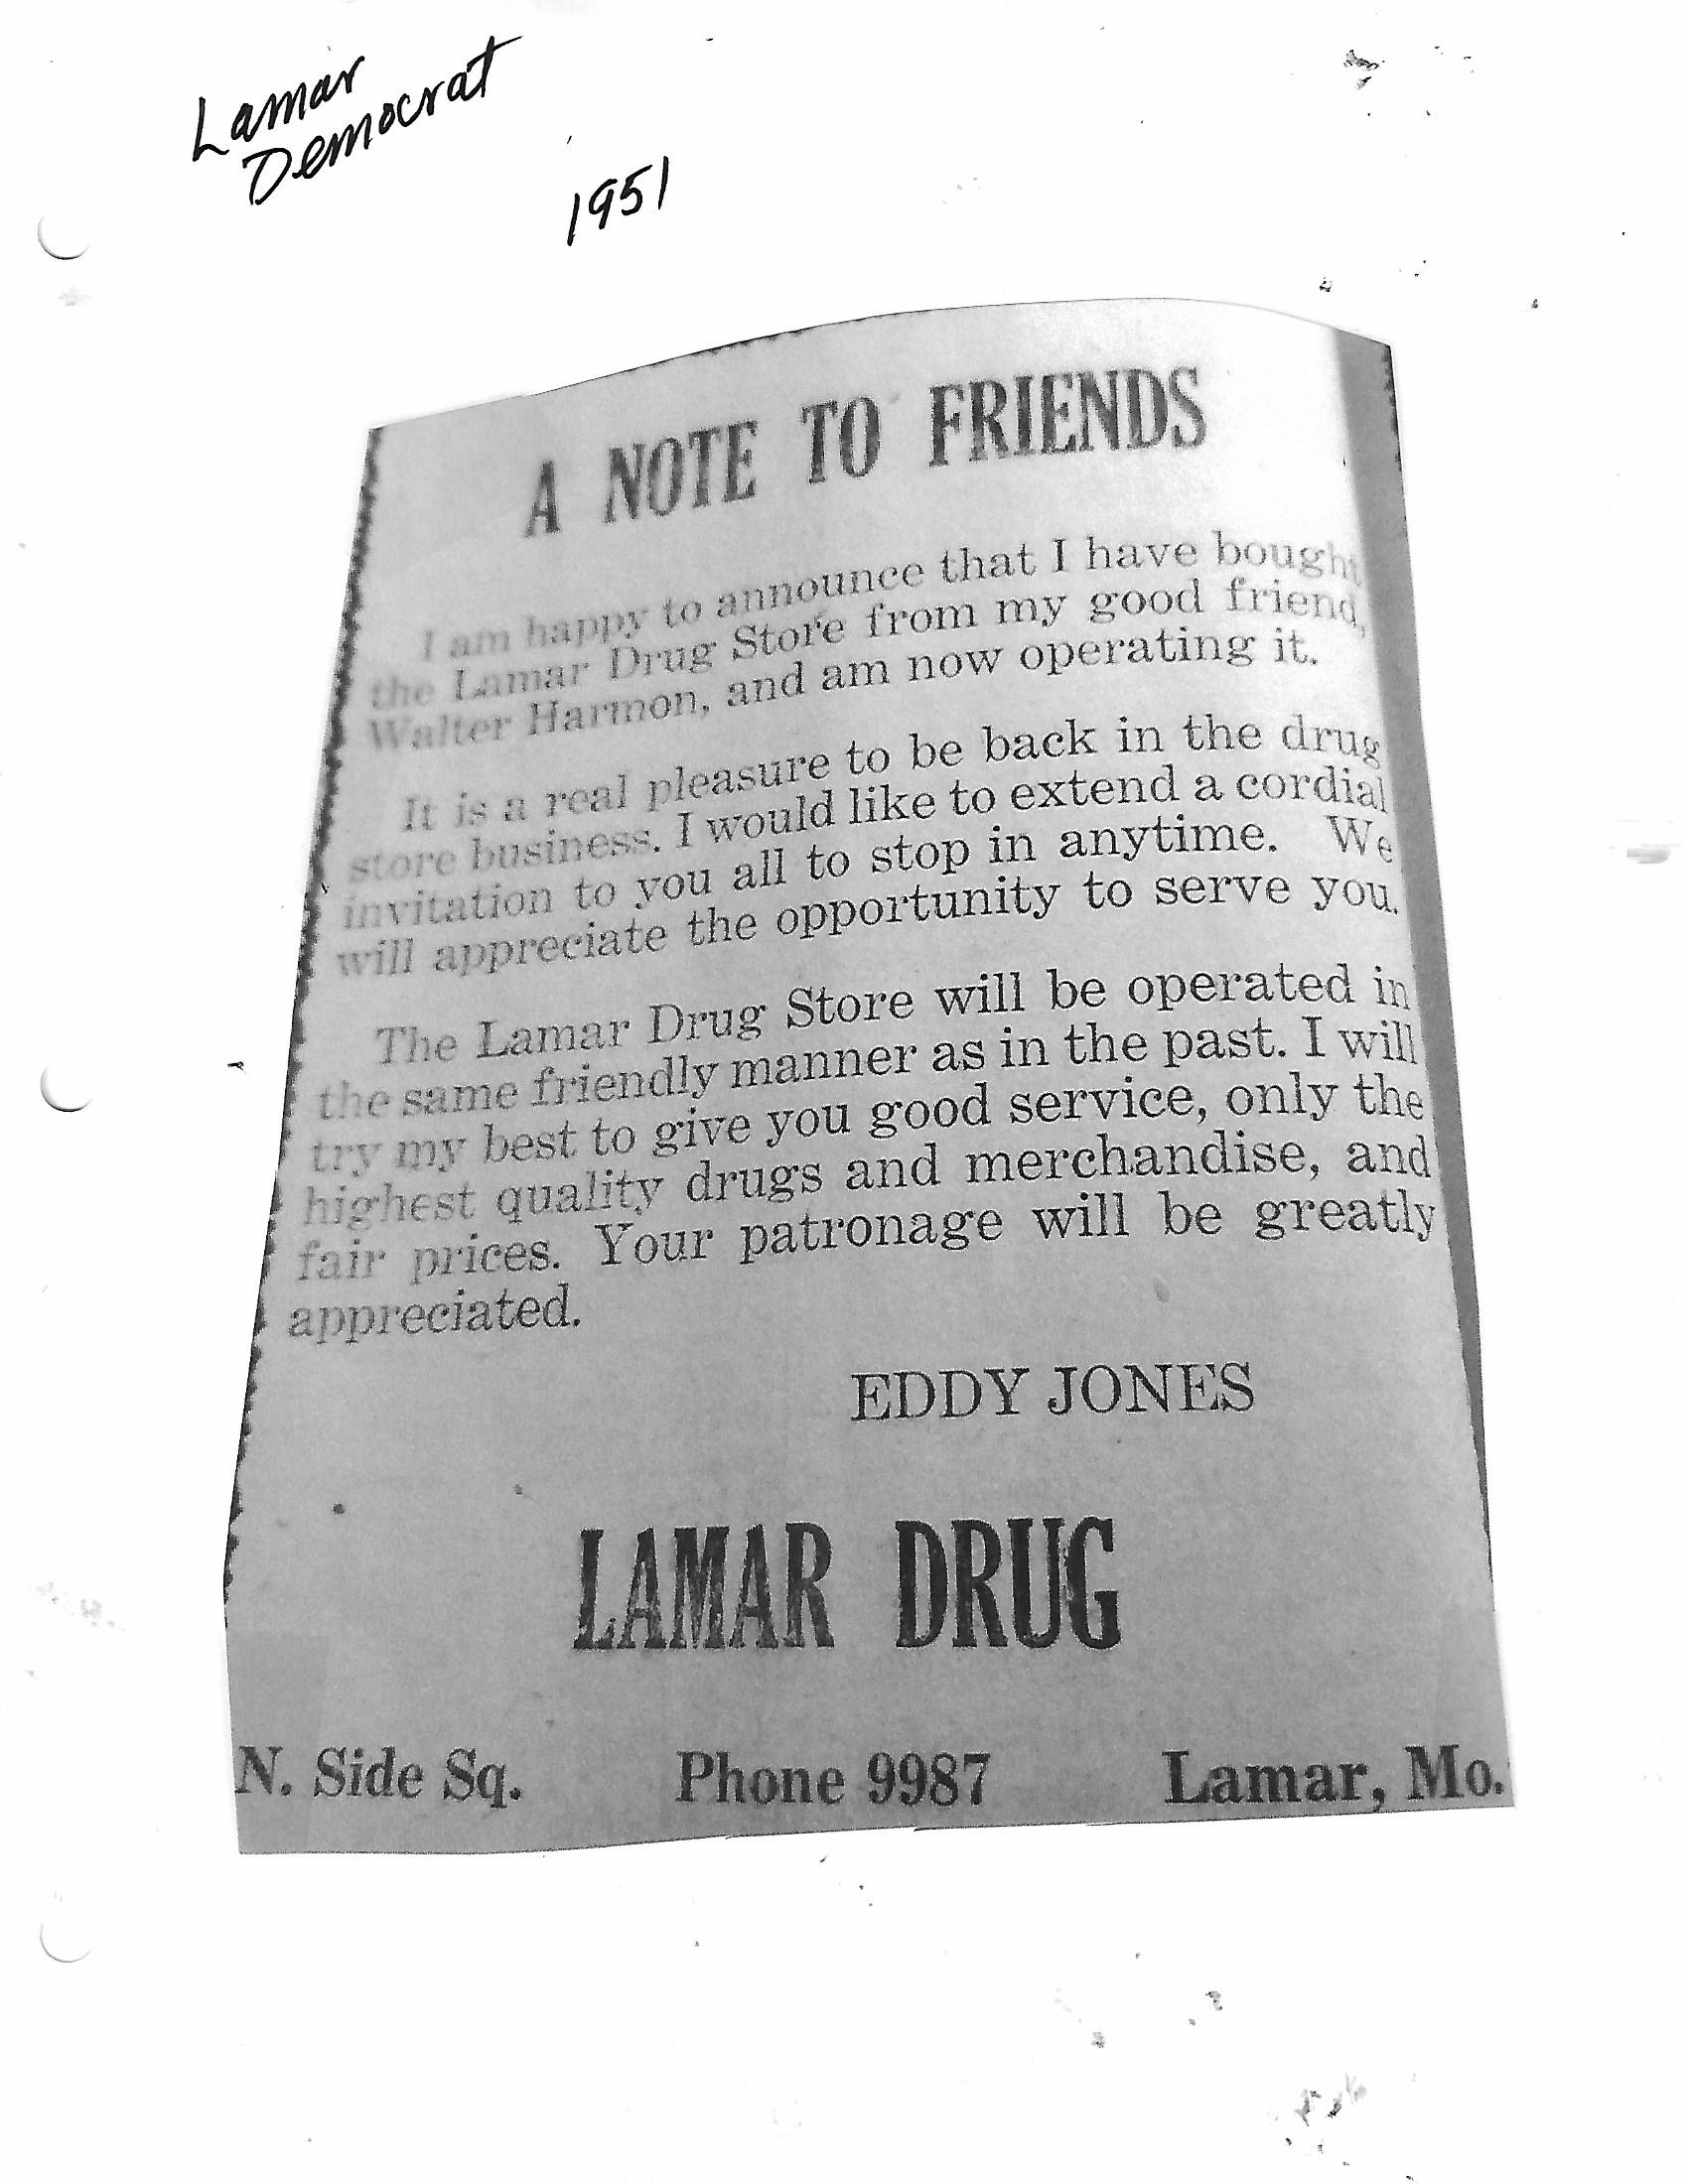 Lamar
Democrat
1951
A NOTE TO FRIENDS
I am happy to announce that I have bought
the Lamar Drug Store from my good friend,
Walter Harmon, and am now operating it.
It is a real pleasure to be back in the drug
store business. I would like to extend a cordial
invitation to you all to stop in anytime. We
will appreciate the opportunity to serve you.
The Lamar Drug Store will be operated in
the same friendly manner as in the past. I will
try my best to give you good service, only the
highest quality drugs and merchandise, and
fair prices. Your patronage will be greatly
appreciated.
EDDY JONES
LAMAR DRUG
N. Side Sq. Phone 9987 Lamar, Mo.